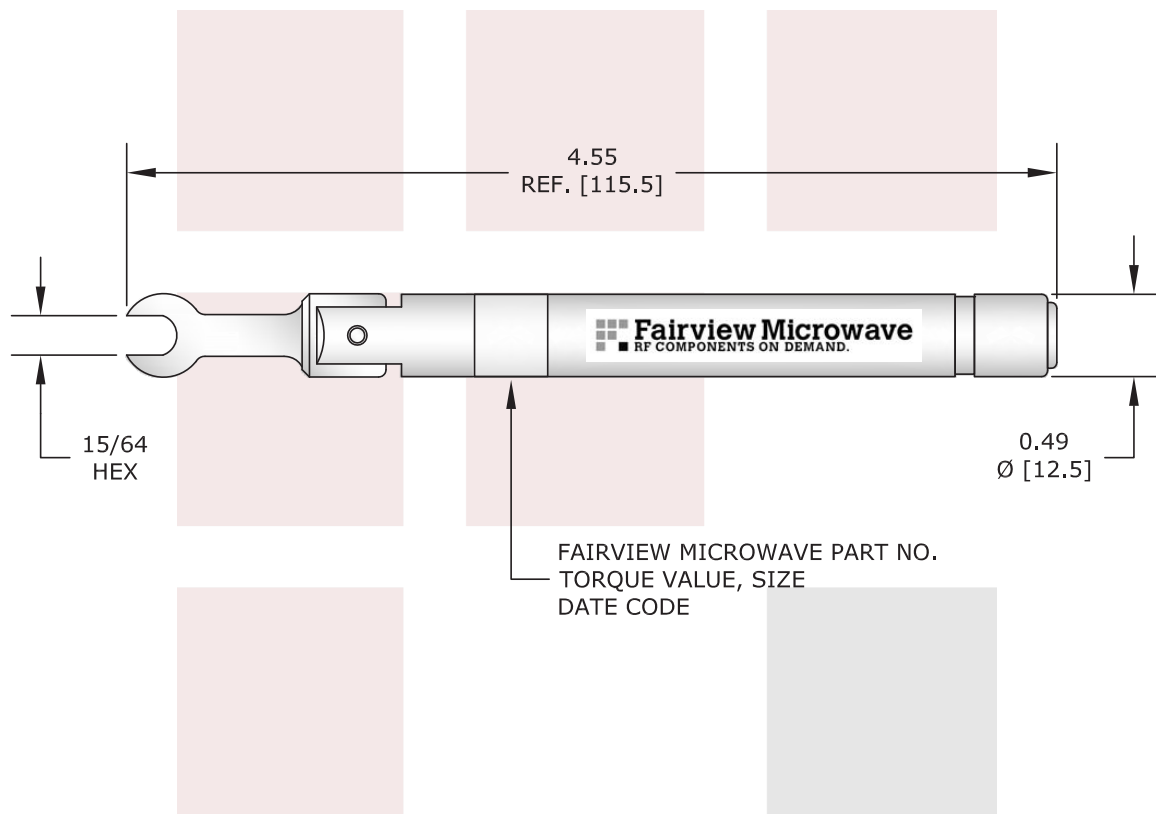 4.55
REF. [115.5]
Fairview Microwave
RF COMPONENTS ON DEMAND.
15/64
HEX
0.49
Ø [12.5]
FAIRVIEW MICROWAVE PART NO.
TORQUE VALUE, SIZE
DATE CODE